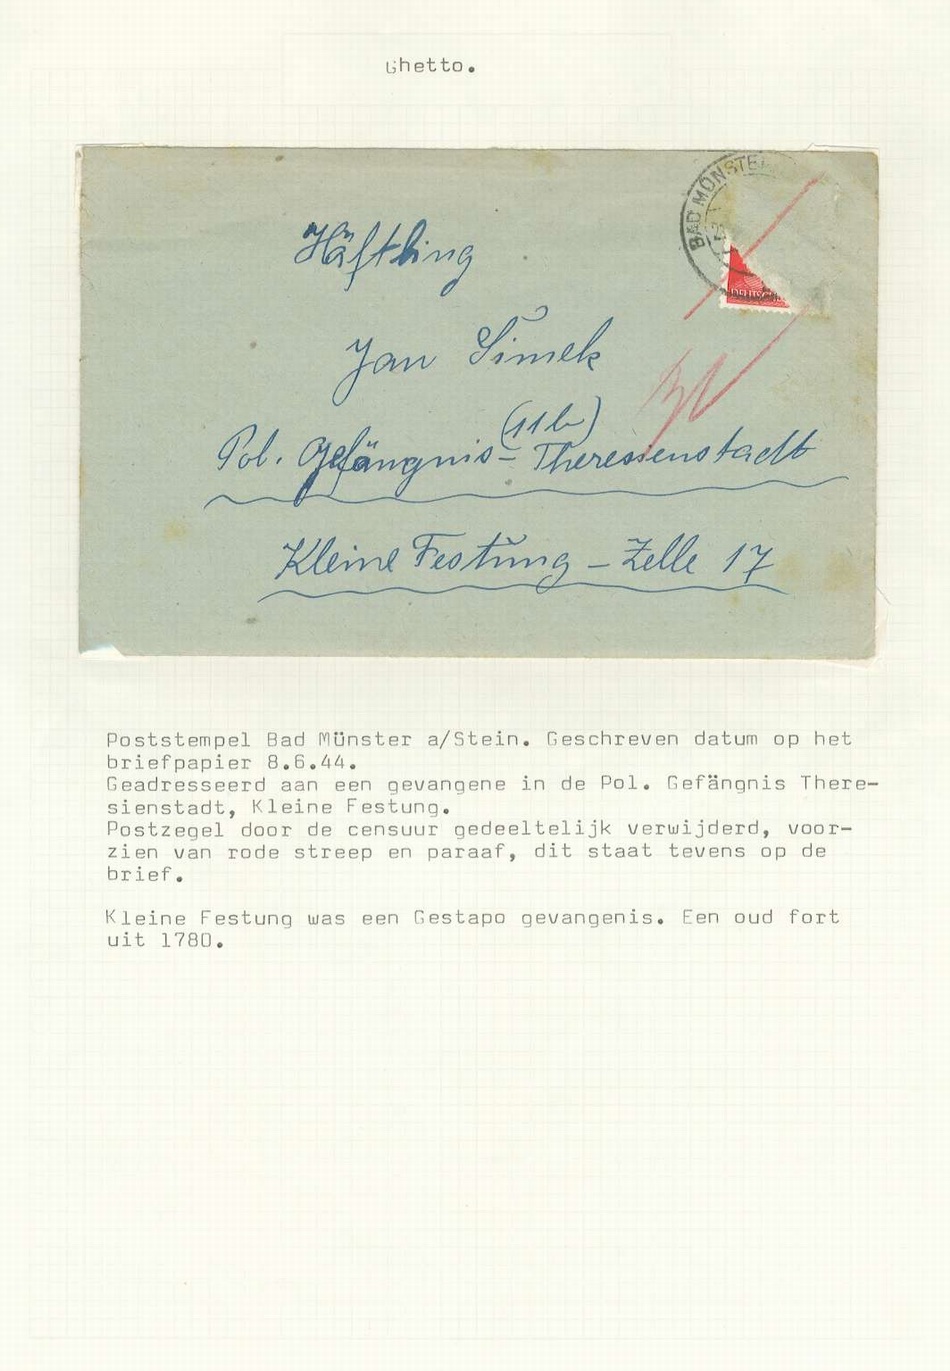 Ghetto.
BAD MÜNSTE
DEUTSCH
Häftling
Jan Šimek
(11b)
Pol. Gefängnis - Theresienstadt
Kleine Festung - Zelle 17
Poststempel Bad Münster a/Stein. Geschreven datum op het
briefpapier 8.6.44.
Geadresseerd aan een gevangene in de Pol. Gefängnis There-
sienstadt, Kleine Festung.
Postzegel door de censuur gedeeltelijk verwijderd, voor-
zien van rode streep en paraaf, dit staat tevens op de
brief.
Kleine Festung was een Gestapo gevangenis. Een oud fort
uit 1780.